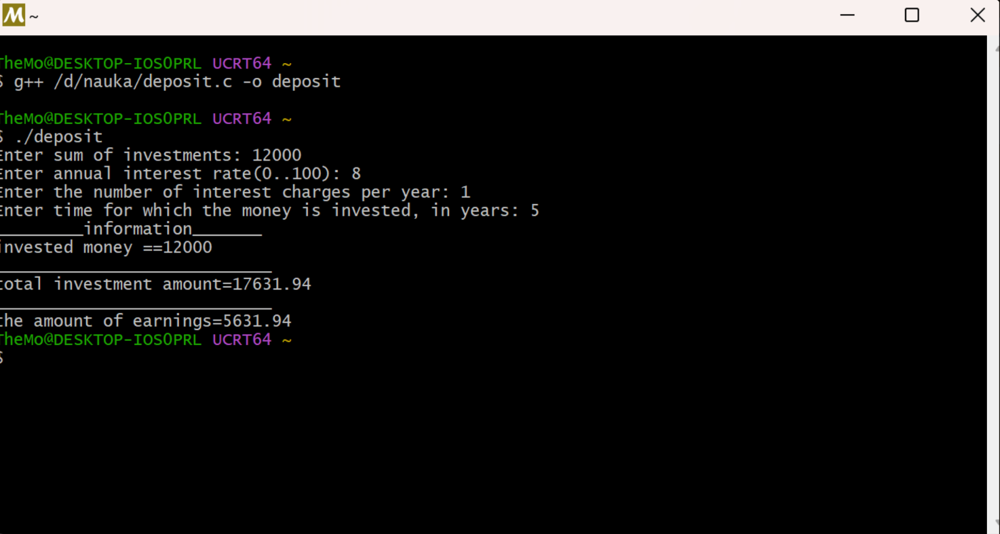 M ~
TheMo@DESKTOP-IOS0PRL UCRT64 ~
$ g++ /d/nauka/deposit.c -o deposit
TheMo@DESKTOP-IOS0PRL UCRT64 ~
$ ./deposit
Enter sum of investments: 12000
Enter annual interest rate(0..100): 8
Enter the number of interest charges per year: 1
Enter time for which the money is invested, in years: 5
_________information_______
invested money ==12000
____________________________
total investment amount=17631.94
____________________________
the amount of earnings=5631.94
TheMo@DESKTOP-IOS0PRL UCRT64 ~
$